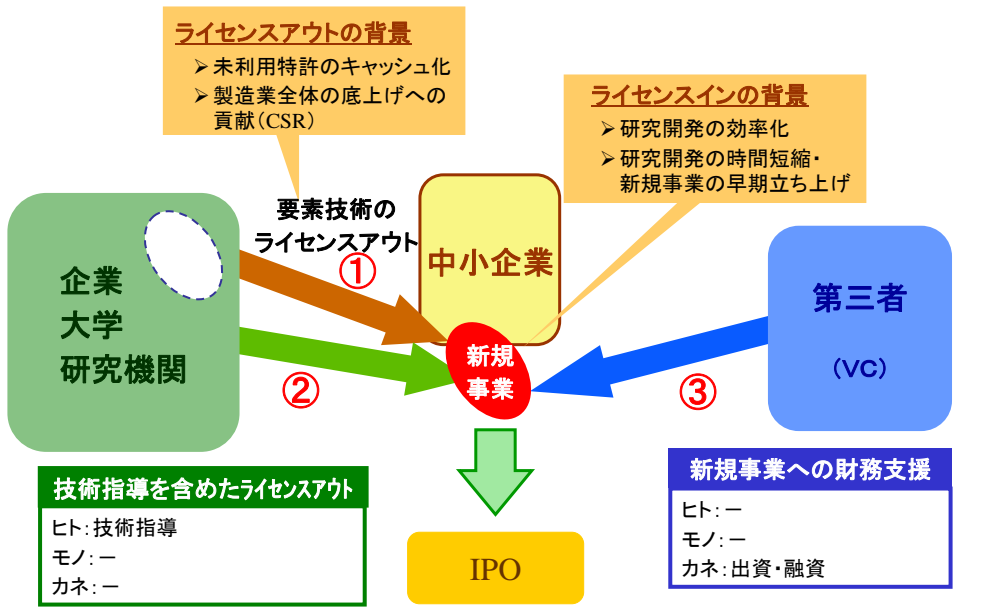 ライセンスアウトの背景
➢未利用特許のキャッシュ化
➢製造業全体の底上げへの
貢献(CSR)
ライセンスインの背景
➢研究開発の効率化
➢研究開発の時間短縮・
新規事業の早期立ち上げ
要素技術の
ライセンスアウト
①
企業
大学
研究機関
中小企業
第三者
(VC)
新規
事業
②
③
技術指導を含めたライセンスアウト
ヒト:技術指導
モノ:－
カネ:－
新規事業への財務支援
ヒト:－
モノ:－
カネ:出資・融資
IPO